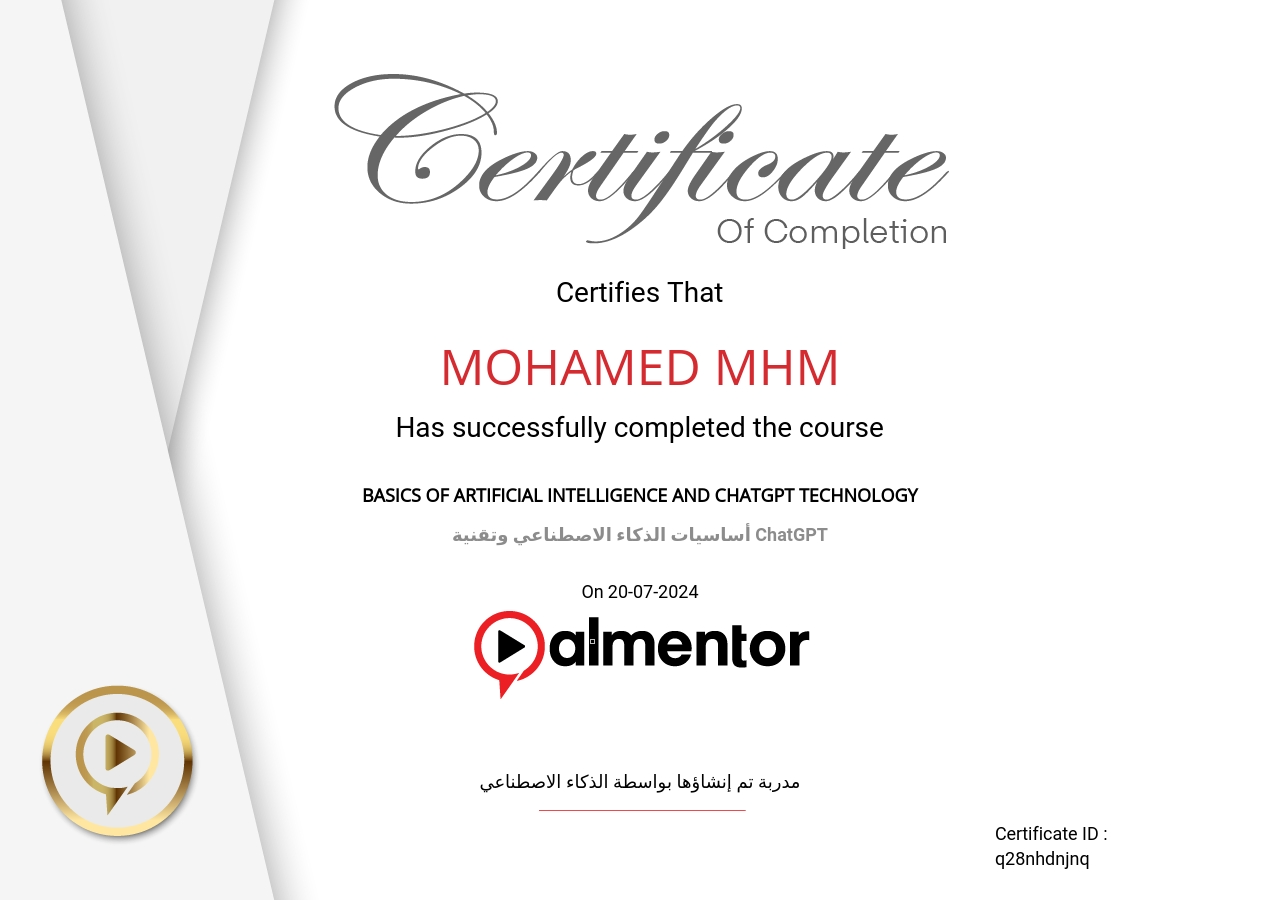 Certificate
Of Completion
Certifies That
MOHAMED MHM
Has successfully completed the course
BASICS OF ARTIFICIAL INTELLIGENCE AND CHATGPT TECHNOLOGY
أساسيات الذكاء الاصطناعي وتقنية ChatGPT
On 20-07-2024
almentor
مدربة تم إنشاؤها بواسطة الذكاء الاصطناعي
Certificate ID :
q28nhdnjnq